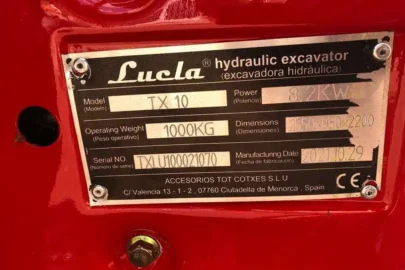 Lucla® hydraulic excavator
(excavadora hidráulica)
Model TX 10 Power 8.2KW
(Modelo) (Potencia)
Operating Weight 1000KG Dimensions
(Peso operativo) (Dimensiones)
Serial NO. Manufacturing Date
(Número de serie) (Fecha de fabricación)
ACCESORIOS TOT COTXES S.L.U
C/ Valencia 13 - 1 - 2 , 07760 Ciutadella de Menorca , Spain CE